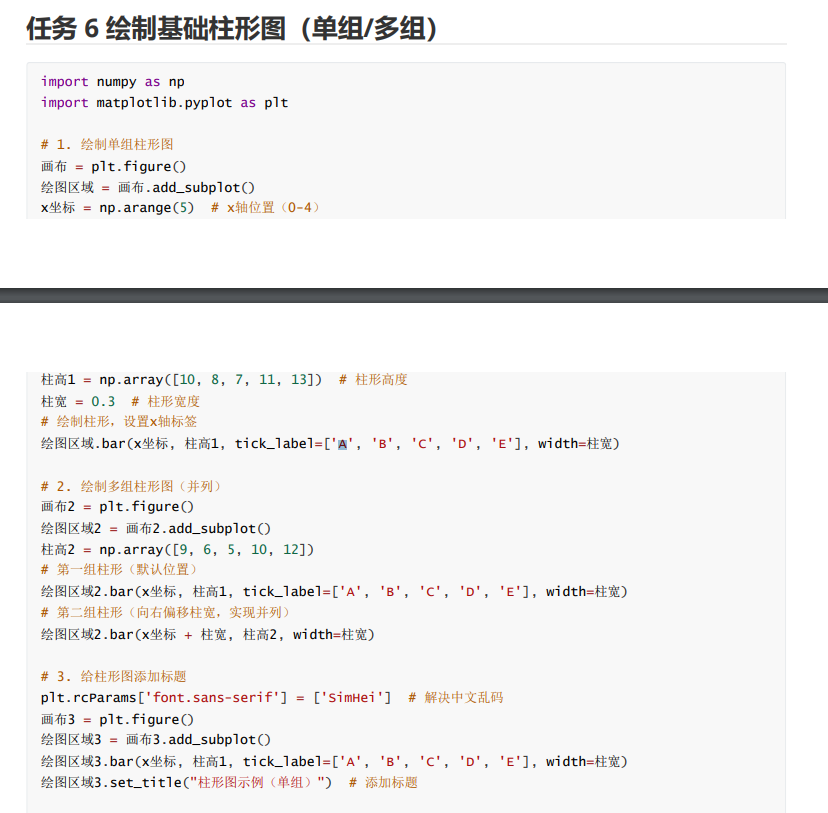 任务 6 绘制基础柱形图（单组/多组）
import numpy as np
import matplotlib.pyplot as plt
# 1. 绘制单组柱形图
画布 = plt.figure()
绘图区域 = 画布.add_subplot()
x坐标 = np.arange(5)  # x轴位置（0-4）
柱高1 = np.array([10, 8, 7, 11, 13])  # 柱形高度
柱宽 = 0.3  # 柱形宽度
# 绘制柱形，设置x轴标签
绘图区域.bar(x坐标, 柱高1, tick_label=['A', 'B', 'C', 'D', 'E'], width=柱宽)
# 2. 绘制多组柱形图（并列）
画布2 = plt.figure()
绘图区域2 = 画布2.add_subplot()
柱高2 = np.array([9, 6, 5, 10, 12])
# 第一组柱形（默认位置）
绘图区域2.bar(x坐标, 柱高1, tick_label=['A', 'B', 'C', 'D', 'E'], width=柱宽)
# 第二组柱形（向右偏移柱宽，实现并列）
绘图区域2.bar(x坐标 + 柱宽, 柱高2, width=柱宽)
# 3. 给柱形图添加标题
plt.rcParams['font.sans-serif'] = ['SimHei']  # 解决中文乱码
画布3 = plt.figure()
绘图区域3 = 画布3.add_subplot()
绘图区域3.bar(x坐标, 柱高1, tick_label=['A', 'B', 'C', 'D', 'E'], width=柱宽)
绘图区域3.set_title("柱形图示例（单组）")  # 添加标题